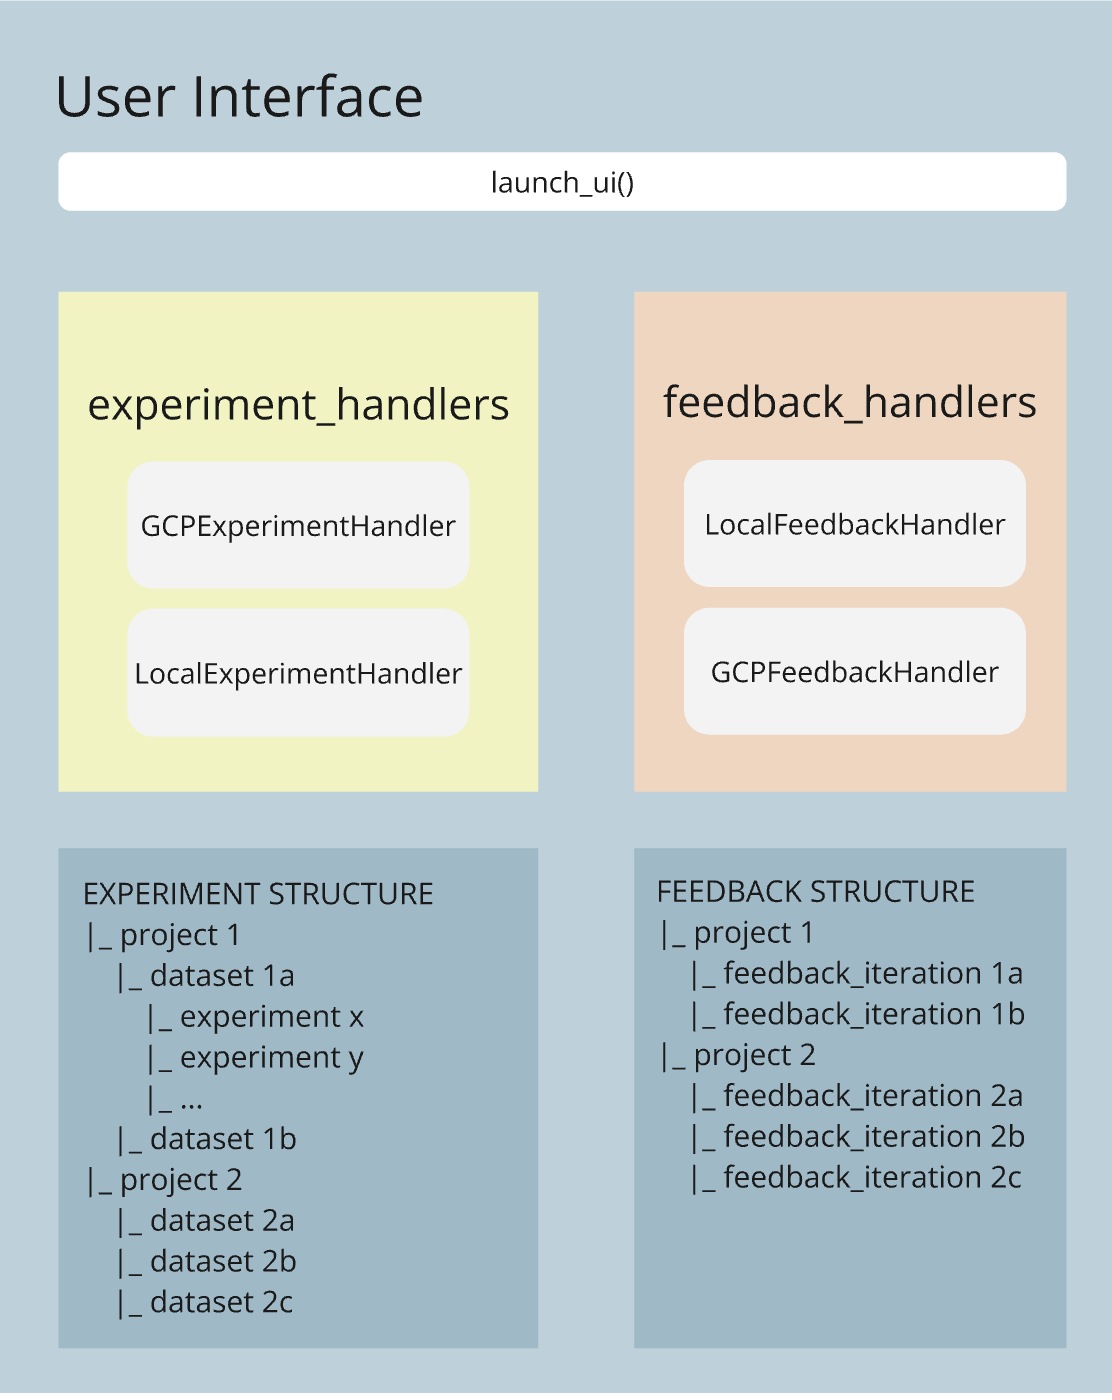 User Interface
launch_ui()
experiment_handlers
GCPExperimentHandler
LocalExperimentHandler
feedback_handlers
LocalFeedbackHandler
GCPFeedbackHandler
EXPERIMENT STRUCTURE
|_ project 1
|_ dataset 1a
|_ experiment x
|_ experiment y
|_ ...
|_ dataset 1b
|_ project 2
|_ dataset 2a
|_ dataset 2b
|_ dataset 2c
FEEDBACK STRUCTURE
|_ project 1
|_ feedback_iteration 1a
|_ feedback_iteration 1b
|_ project 2
|_ feedback_iteration 2a
|_ feedback_iteration 2b
|_ feedback_iteration 2c